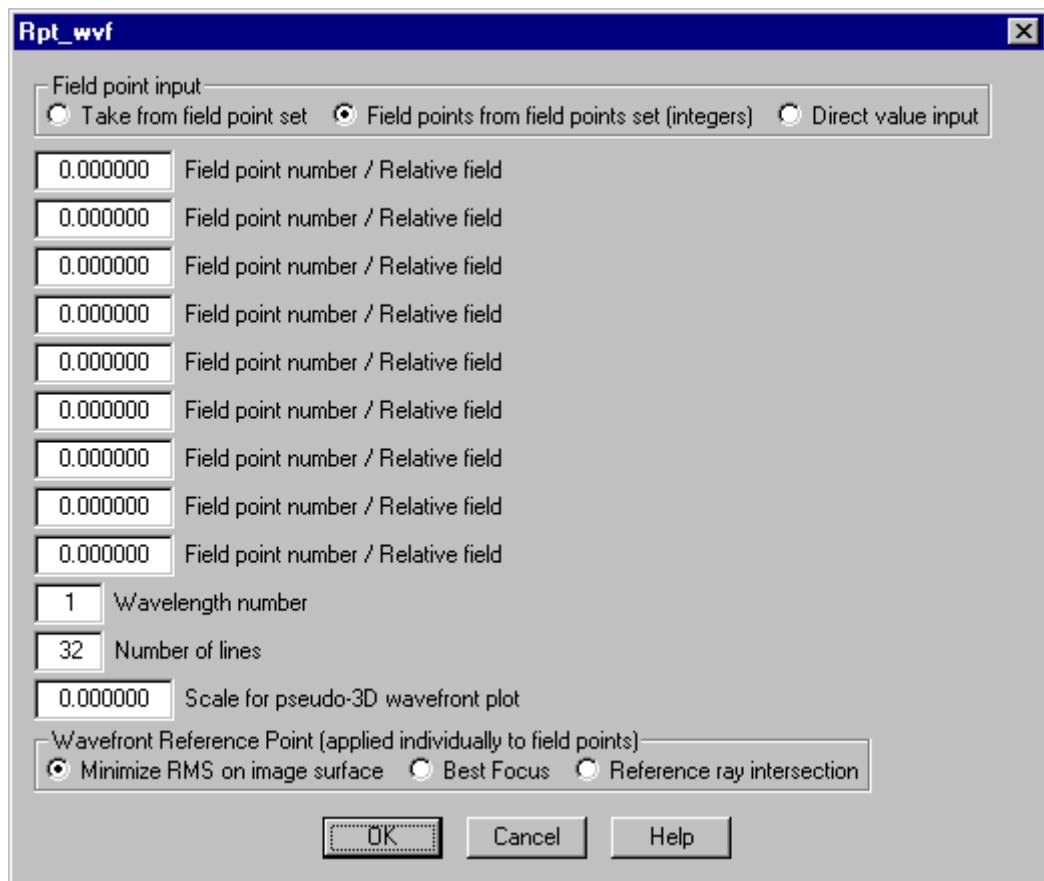 Rpt_wvf
Field point input
Take from field point set Field points from field points set (integers) Direct value input
0.000000 Field point number / Relative field
0.000000 Field point number / Relative field
0.000000 Field point number / Relative field
0.000000 Field point number / Relative field
0.000000 Field point number / Relative field
0.000000 Field point number / Relative field
0.000000 Field point number / Relative field
0.000000 Field point number / Relative field
0.000000 Field point number / Relative field
1 Wavelength number
32 Number of lines
0.000000 Scale for pseudo-3D wavefront plot
Wavefront Reference Point (applied individually to field points)
Minimize RMS on image surface Best Focus Reference ray intersection
OK Cancel Help